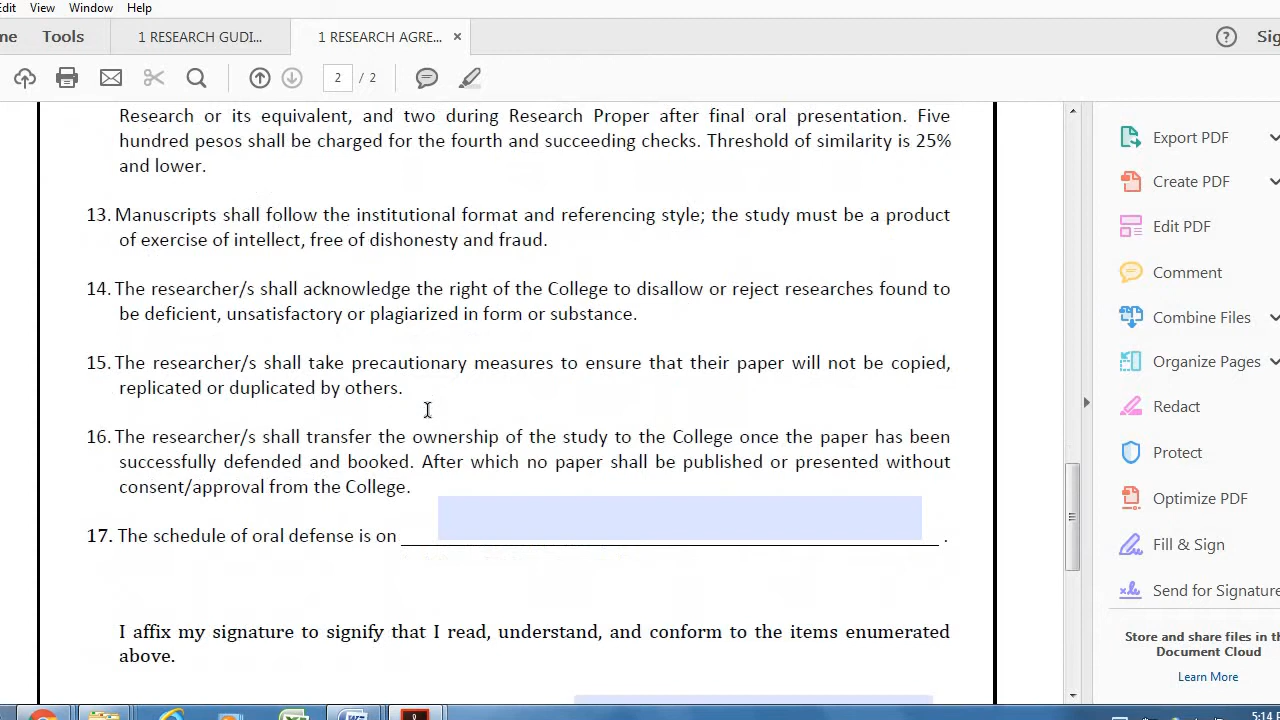 Edit View Window Help
me Tools 1 RESEARCH GUDI... 1 RESEARCH AGRE... × ? Sig
2 / 2
Research or its equivalent, and two during Research Proper after final oral presentation. Five
hundred pesos shall be charged for the fourth and succeeding checks. Threshold of similarity is 25%
and lower.
13. Manuscripts shall follow the institutional format and referencing style; the study must be a product
of exercise of intellect, free of dishonesty and fraud.
14. The researcher/s shall acknowledge the right of the College to disallow or reject researches found to
be deficient, unsatisfactory or plagiarized in form or substance.
15. The researcher/s shall take precautionary measures to ensure that their paper will not be copied,
replicated or duplicated by others.
16. The researcher/s shall transfer the ownership of the study to the College once the paper has been
successfully defended and booked. After which no paper shall be published or presented without
consent/approval from the College.
17. The schedule of oral defense is on ____________________ .
I affix my signature to signify that I read, understand, and conform to the items enumerated
above.
Export PDF
Create PDF
Edit PDF
Comment
Combine Files
Organize Pages
Redact
Protect
Optimize PDF
Fill & Sign
Send for Signature
Store and share files in th
Document Cloud
Learn More
5:14 P